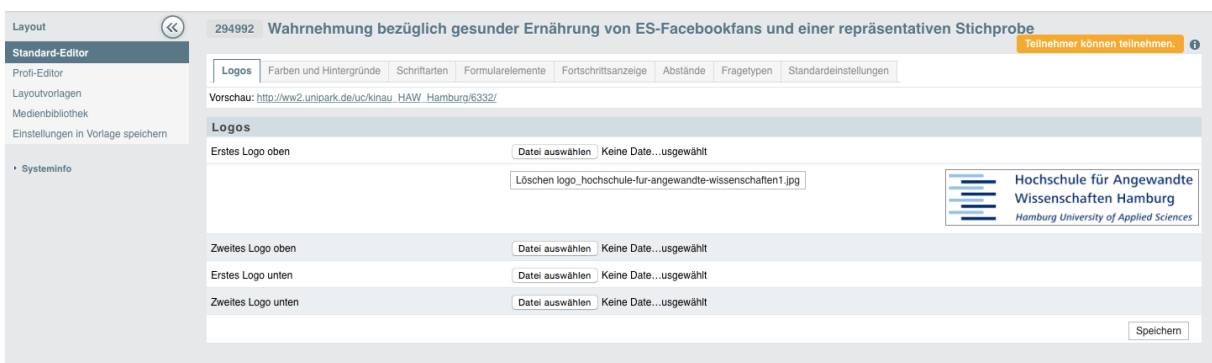 Layout
294992 Wahrnehmung bezüglich gesunder Ernährung von ES-Facebookfans und einer repräsentativen Stichprobe
Teilnehmer können teilnehmen.
Standard-Editor
Profi-Editor
Layoutvorlagen
Medienbibliothek
Einstellungen in Vorlage speichern
Systeminfo
Logos Farben und Hintergründe Schriftarten Formularelemente Fortschrittsanzeige Abstände Fragetypen Standardeinstellungen
Vorschau: http://ww2.unipark.de/uc/kinau_HAW_Hamburg/6332/
Logos
Erstes Logo oben Datei auswählen Keine Date...usgewählt
Löschen logo_hochschule-fur-angewandte-wissenschaften1.jpg
Hochschule für Angewandte
Wissenschaften Hamburg
Hamburg University of Applied Sciences
Zweites Logo oben Datei auswählen Keine Date...usgewählt
Erstes Logo unten Datei auswählen Keine Date...usgewählt
Zweites Logo unten Datei auswählen Keine Date...usgewählt
Speichern